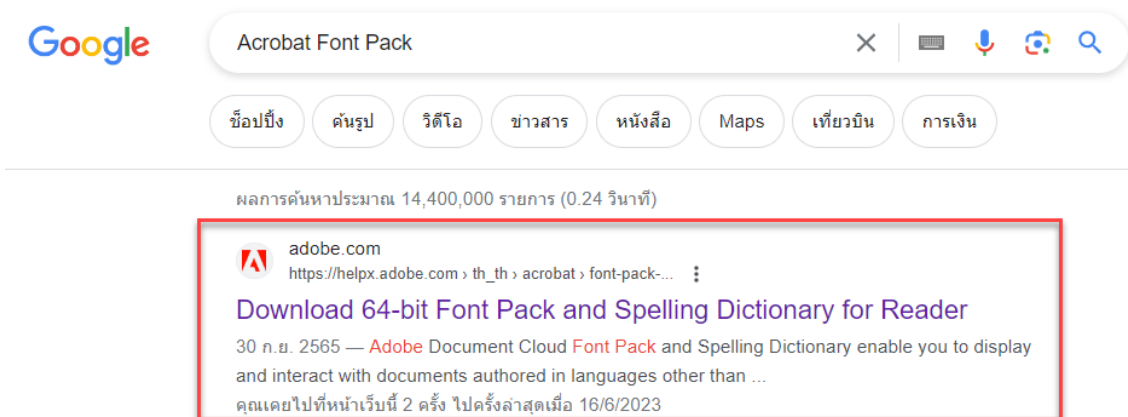 Google
Acrobat Font Pack
ช็อปปิ้ง ค้นรูป วิดีโอ ข่าวสาร หนังสือ Maps เที่ยวบิน การเงิน
ผลการค้นหาประมาณ 14,400,000 รายการ (0.24 วินาที)
adobe.com
https://helpx.adobe.com › th_th › acrobat › font-pack-...
Download 64-bit Font Pack and Spelling Dictionary for Reader
30 ก.ย. 2565 — Adobe Document Cloud Font Pack and Spelling Dictionary enable you to display
and interact with documents authored in languages other than ...
คุณเคยไปที่หน้าเว็บนี้ 2 ครั้ง ไปครั้งล่าสุดเมื่อ 16/6/2023